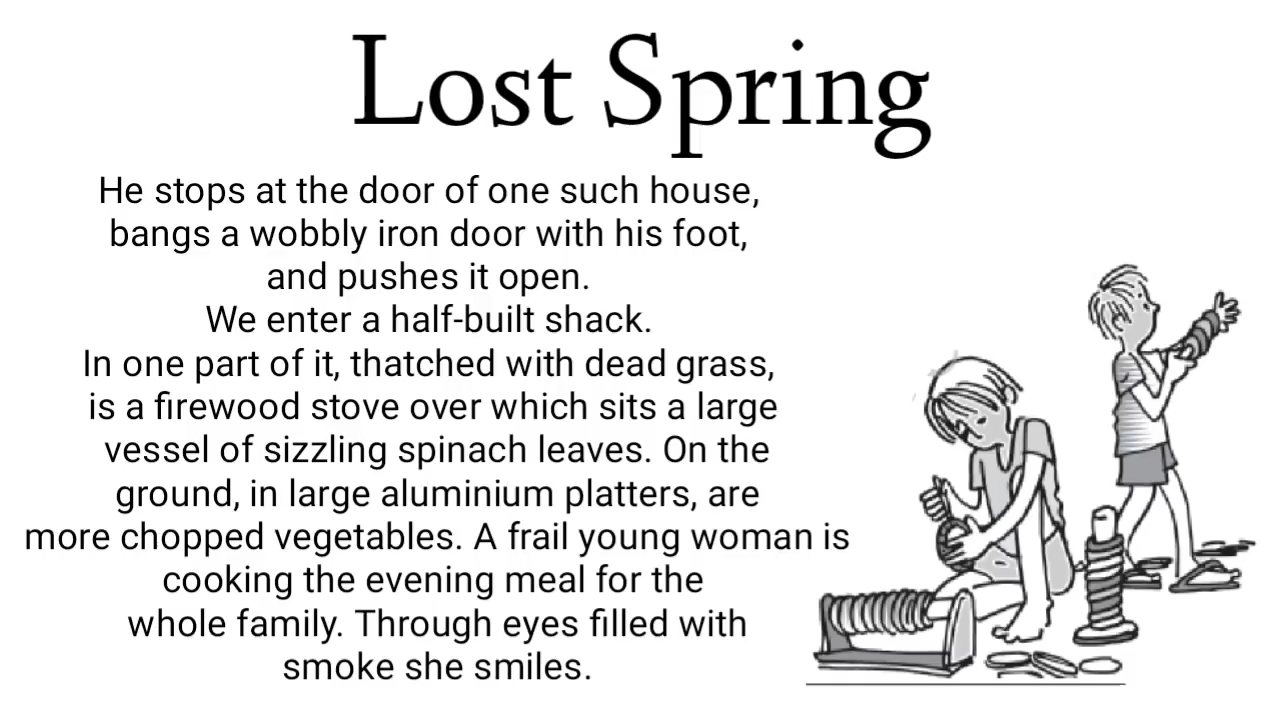 Lost Spring
He stops at the door of one such house,
bangs a wobbly iron door with his foot,
and pushes it open.
We enter a half-built shack.
In one part of it, thatched with dead grass,
is a firewood stove over which sits a large
vessel of sizzling spinach leaves. On the
ground, in large aluminium platters, are
more chopped vegetables. A frail young woman is
cooking the evening meal for the
whole family. Through eyes filled with
smoke she smiles.